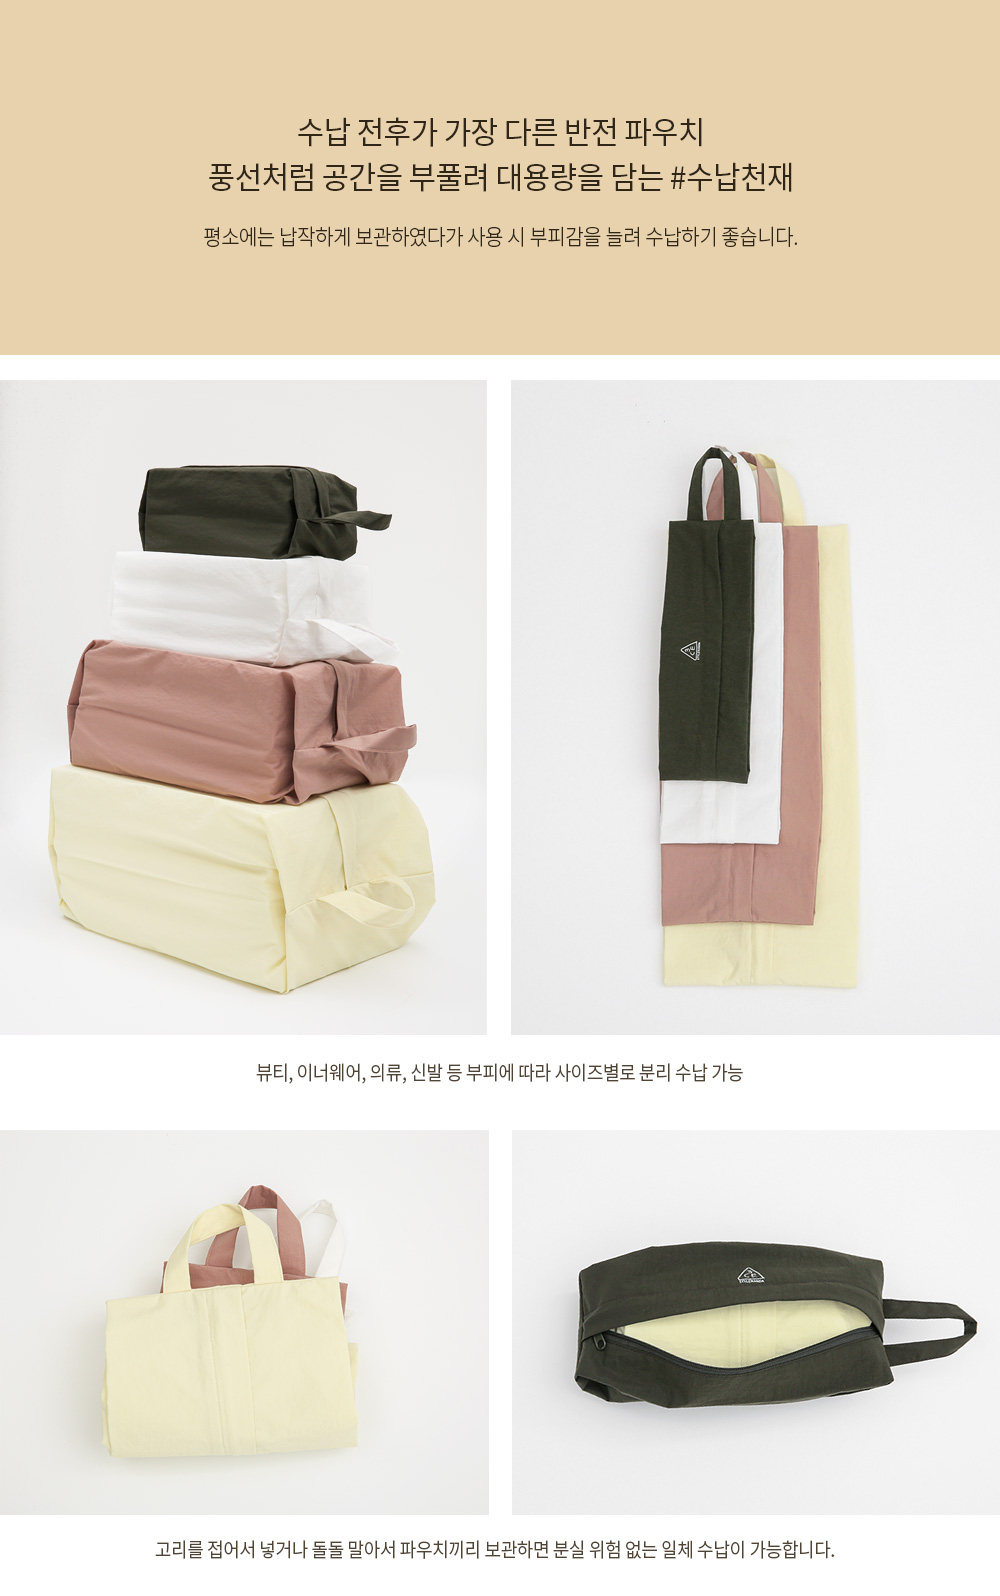 수납 전후가 가장 다른 반전 파우치
풍선처럼 공간을 부풀려 대용량을 담는 #수납천재
평소에는 납작하게 보관하였다가 사용 시 부피감을 늘려 수납하기 좋습니다.
뷰티, 이너웨어, 의류, 신발 등 부피에 따라 사이즈별로 분리 수납 가능
고리를 접어서 넣거나 돌돌 말아서 파우치끼리 보관하면 분실 위험 없는 일체 수납이 가능합니다.